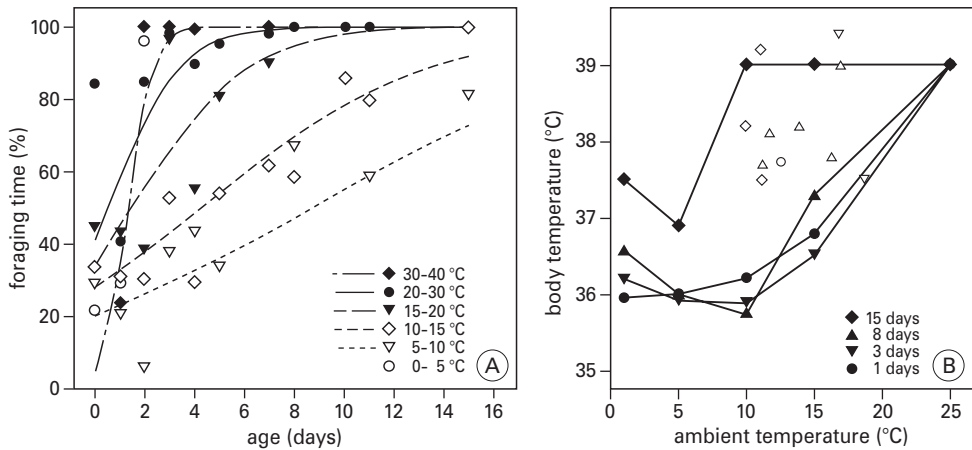 foraging time (%)
100
80
60
40
20
0
0 2 4 6 8 10 12 14 16
age (days)
30–40 °C
20–30 °C
15–20 °C
10–15 °C
5–10 °C
0– 5 °C
A
body temperature (°C)
39
38
37
36
35
0 5 10 15 20 25
ambient temperature (°C)
15 days
8 days
3 days
1 days
B